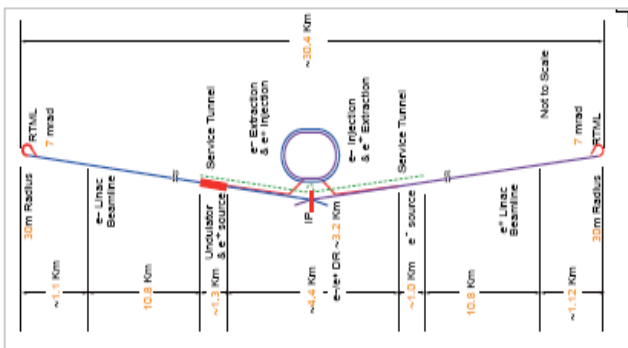 ~30.4 Km
RTML
7 mrad
Service Tunnel
e- Extraction
& e+ Injection
e- Injection
& e+ Extraction
Service Tunnel
Not to Scale
7 mrad
RTML
30m Radius
e- Linac
Beamline
Undulator
& e+ source
IP
e-/e+ DR ~3.2 Km
e- source
e+ Linac
Beamline
30m Radius
~1.1 Km
10.8 Km
~1.3 Km
~4.4 Km
~1.0 Km
10.8 Km
~1.12 Km